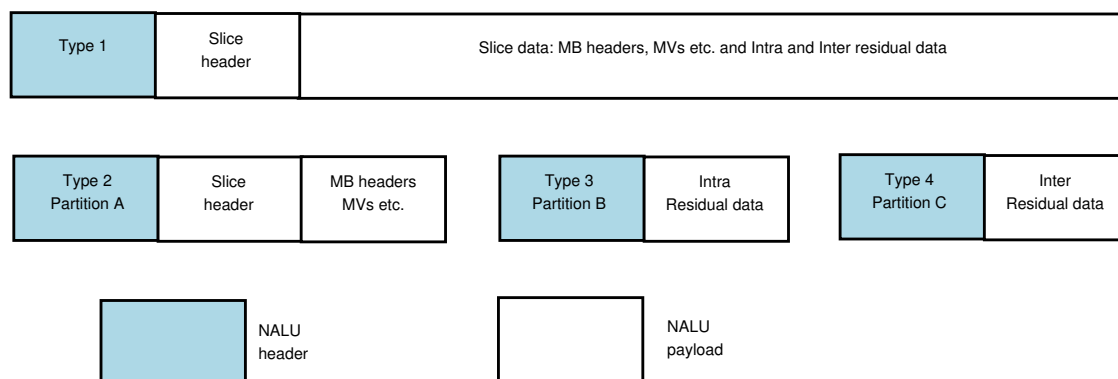 Type 1
Slice
header
Slice data: MB headers, MVs etc. and Intra and Inter residual data
Type 2
Partition A
Slice
header
MB headers
MVs etc.
Type 3
Partition B
Intra
Residual data
Type 4
Partition C
Inter
Residual data
NALU
header
NALU
payload